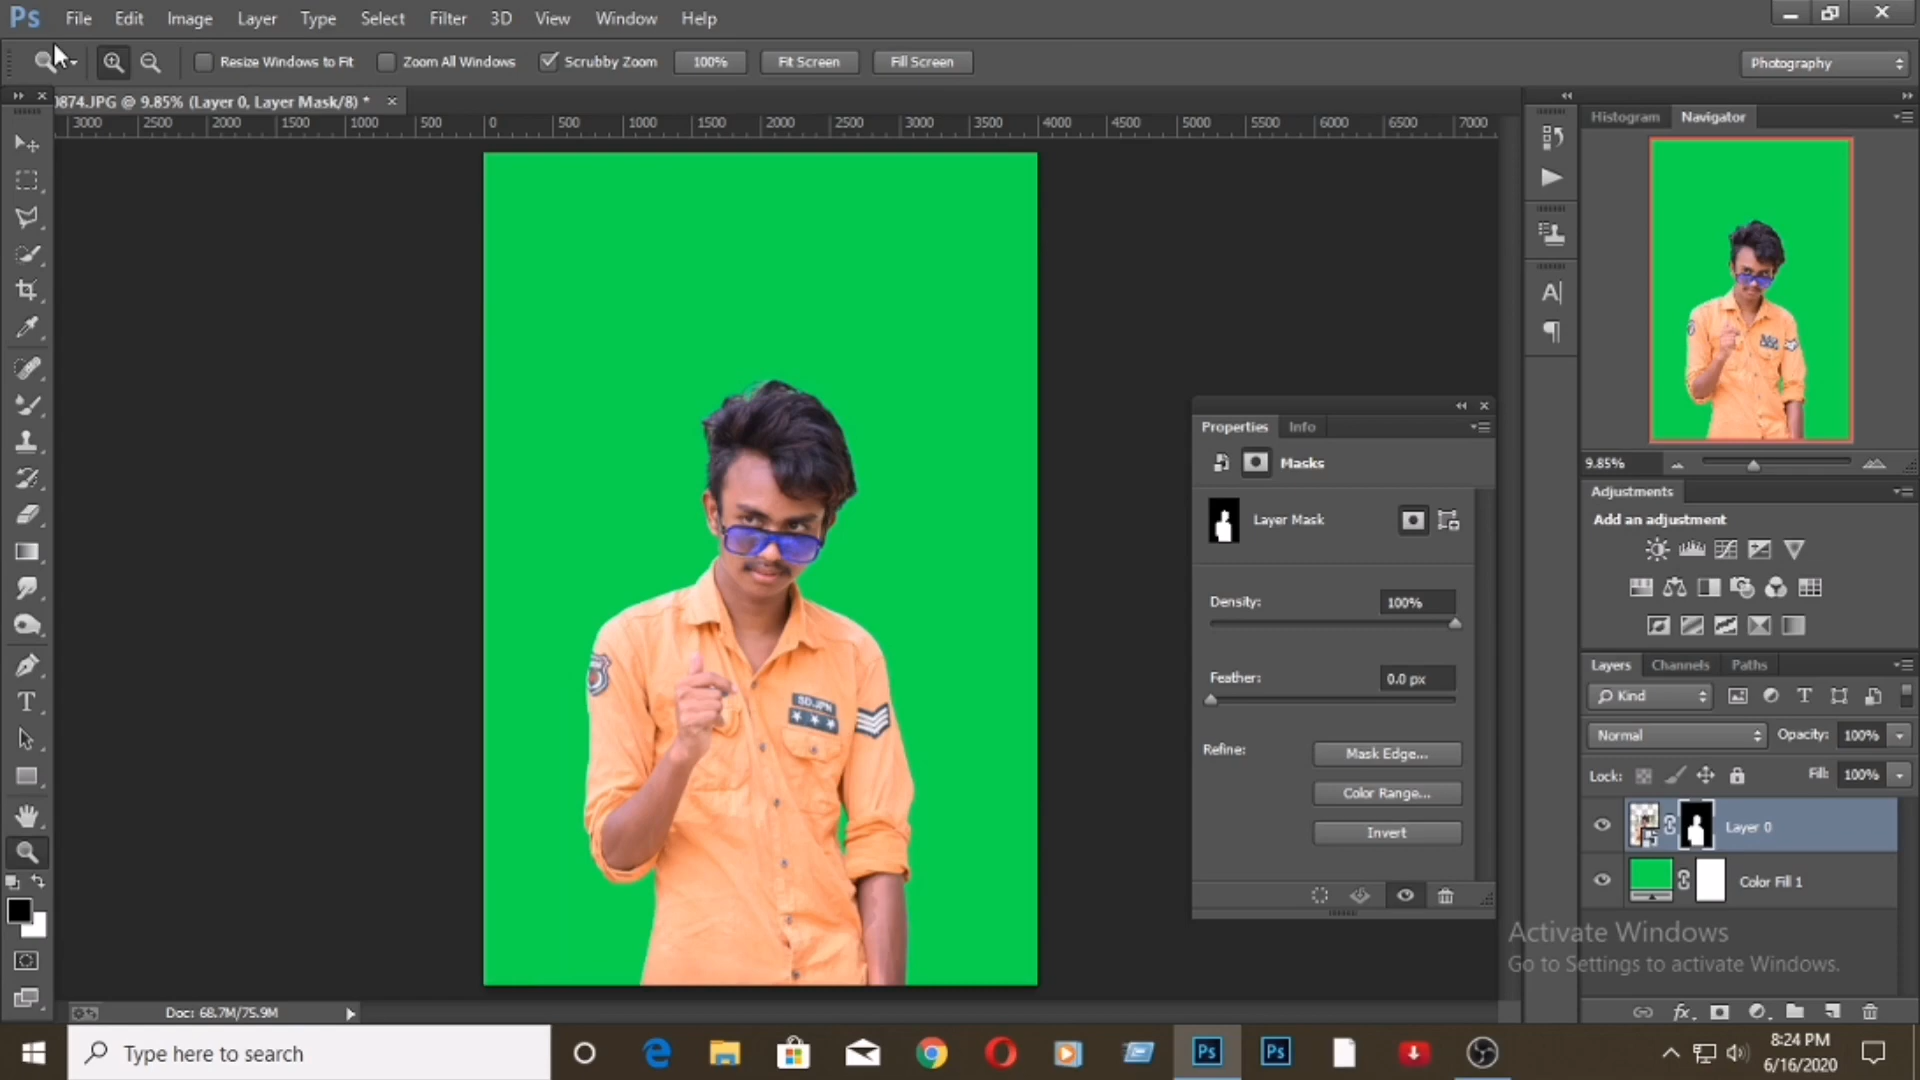 Ps File Edit Image Layer Type Select Filter 3D View Window Help
Resize Windows to Fit Zoom All Windows Scrubby Zoom 100% Fit Screen Fill Screen Photography
0874.JPG @ 9.85% (Layer 0, Layer Mask/8) * ×
3000 2500 2000 1500 1000 500 0 500 1000 1500 2000 2500 3000 3500 4000 4500 5000 5500 6000 6500 7000
Histogram Navigator
9.85%
Properties Info
Masks
Layer Mask
Density: 100%
Feather: 0.0 px
Refine: Mask Edge...
Color Range...
Invert
Adjustments
Add an adjustment
Layers Channels Paths
Kind
Normal Opacity: 100%
Lock: Fill: 100%
Layer 0
Color Fill 1
SD.JPN
Activate Windows
Go to Settings to activate Windows.
Doc: 68.7M/75.9M
Type here to search
Ps Ps
8:24 PM
6/16/2020